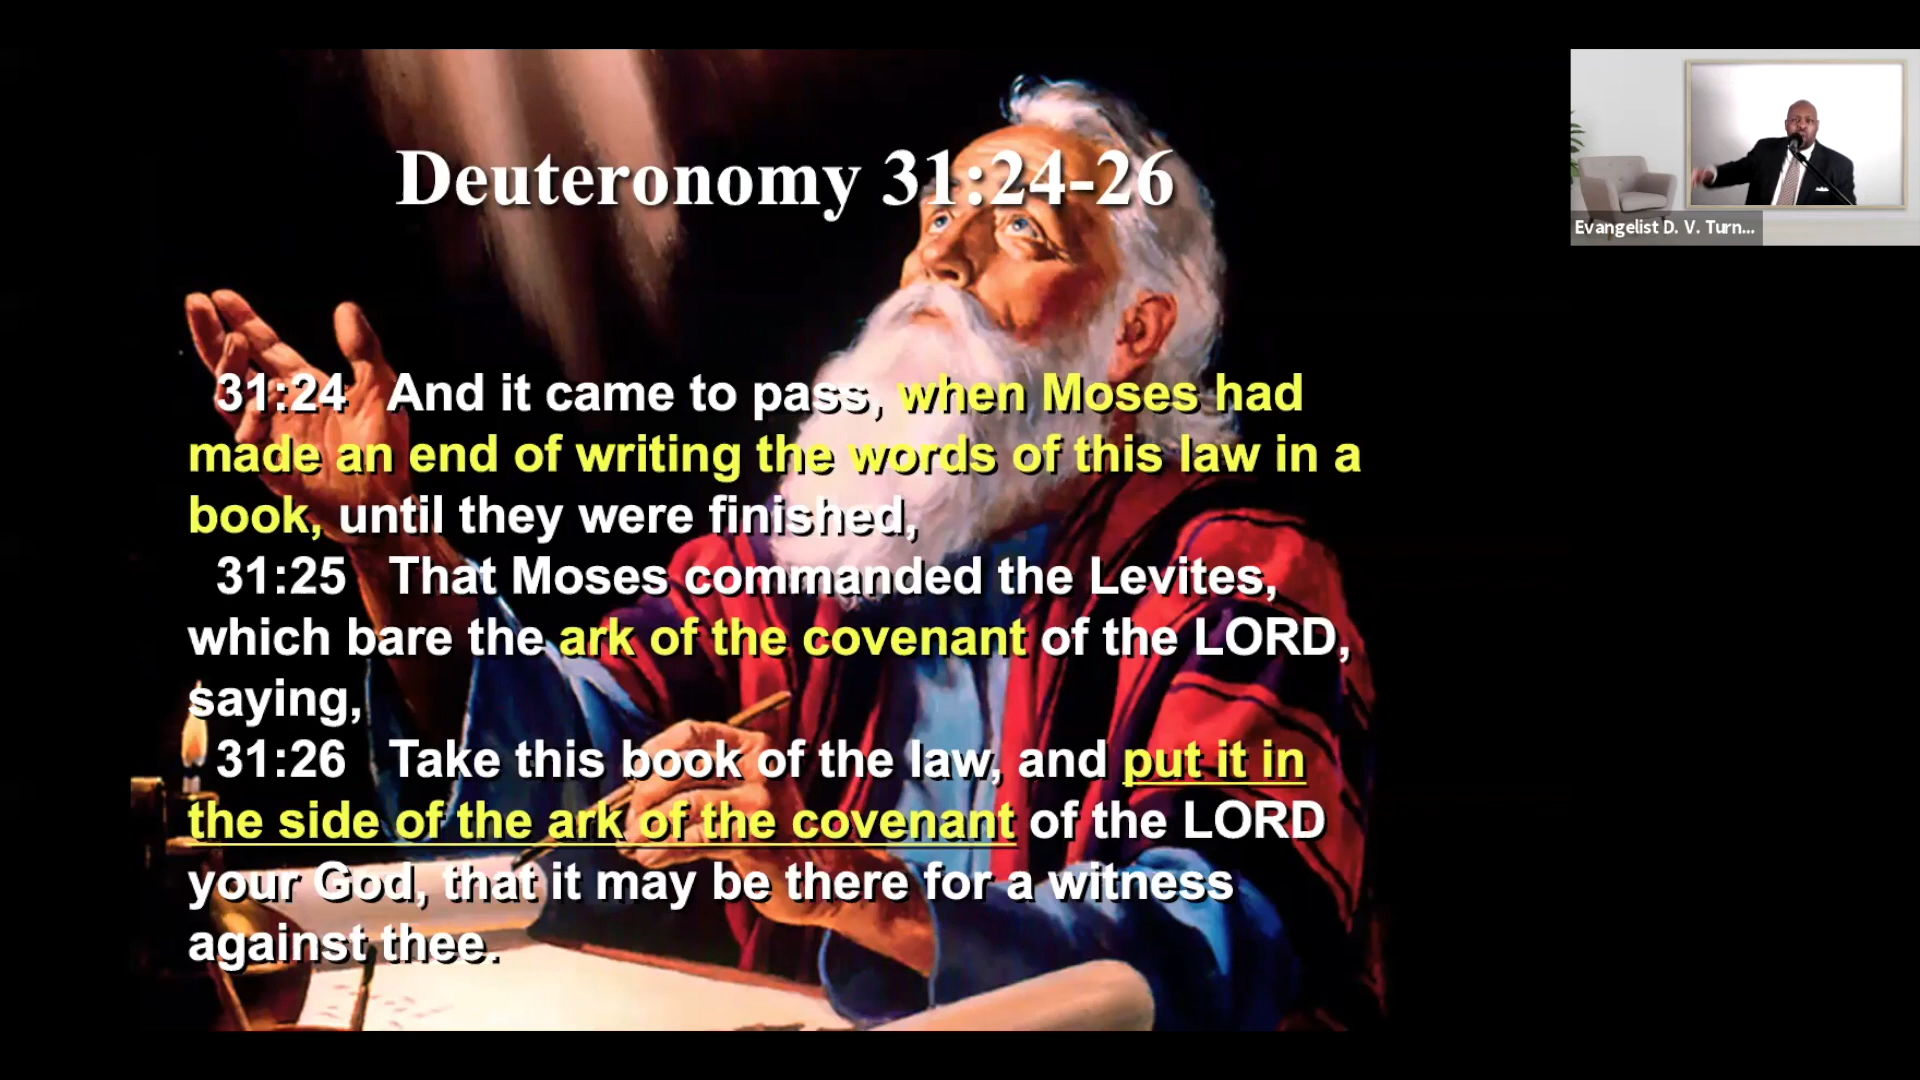 Deuteronomy 31:24-26
Evangelist D. V. Turn...
31:24 And it came to pass, when Moses had
made an end of writing the words of this law in a
book, until they were finished,
31:25 That Moses commanded the Levites,
which bare the ark of the covenant of the LORD,
saying,
31:26 Take this book of the law, and put it in
the side of the ark of the covenant of the LORD
your God, that it may be there for a witness
against thee.